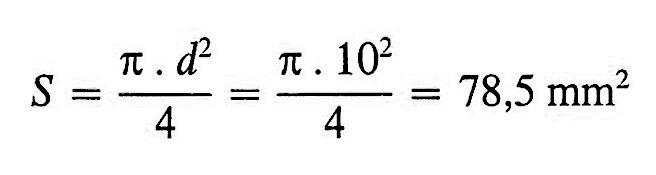 S = π . d² / 4 = π . 10² / 4 = 78,5 mm²